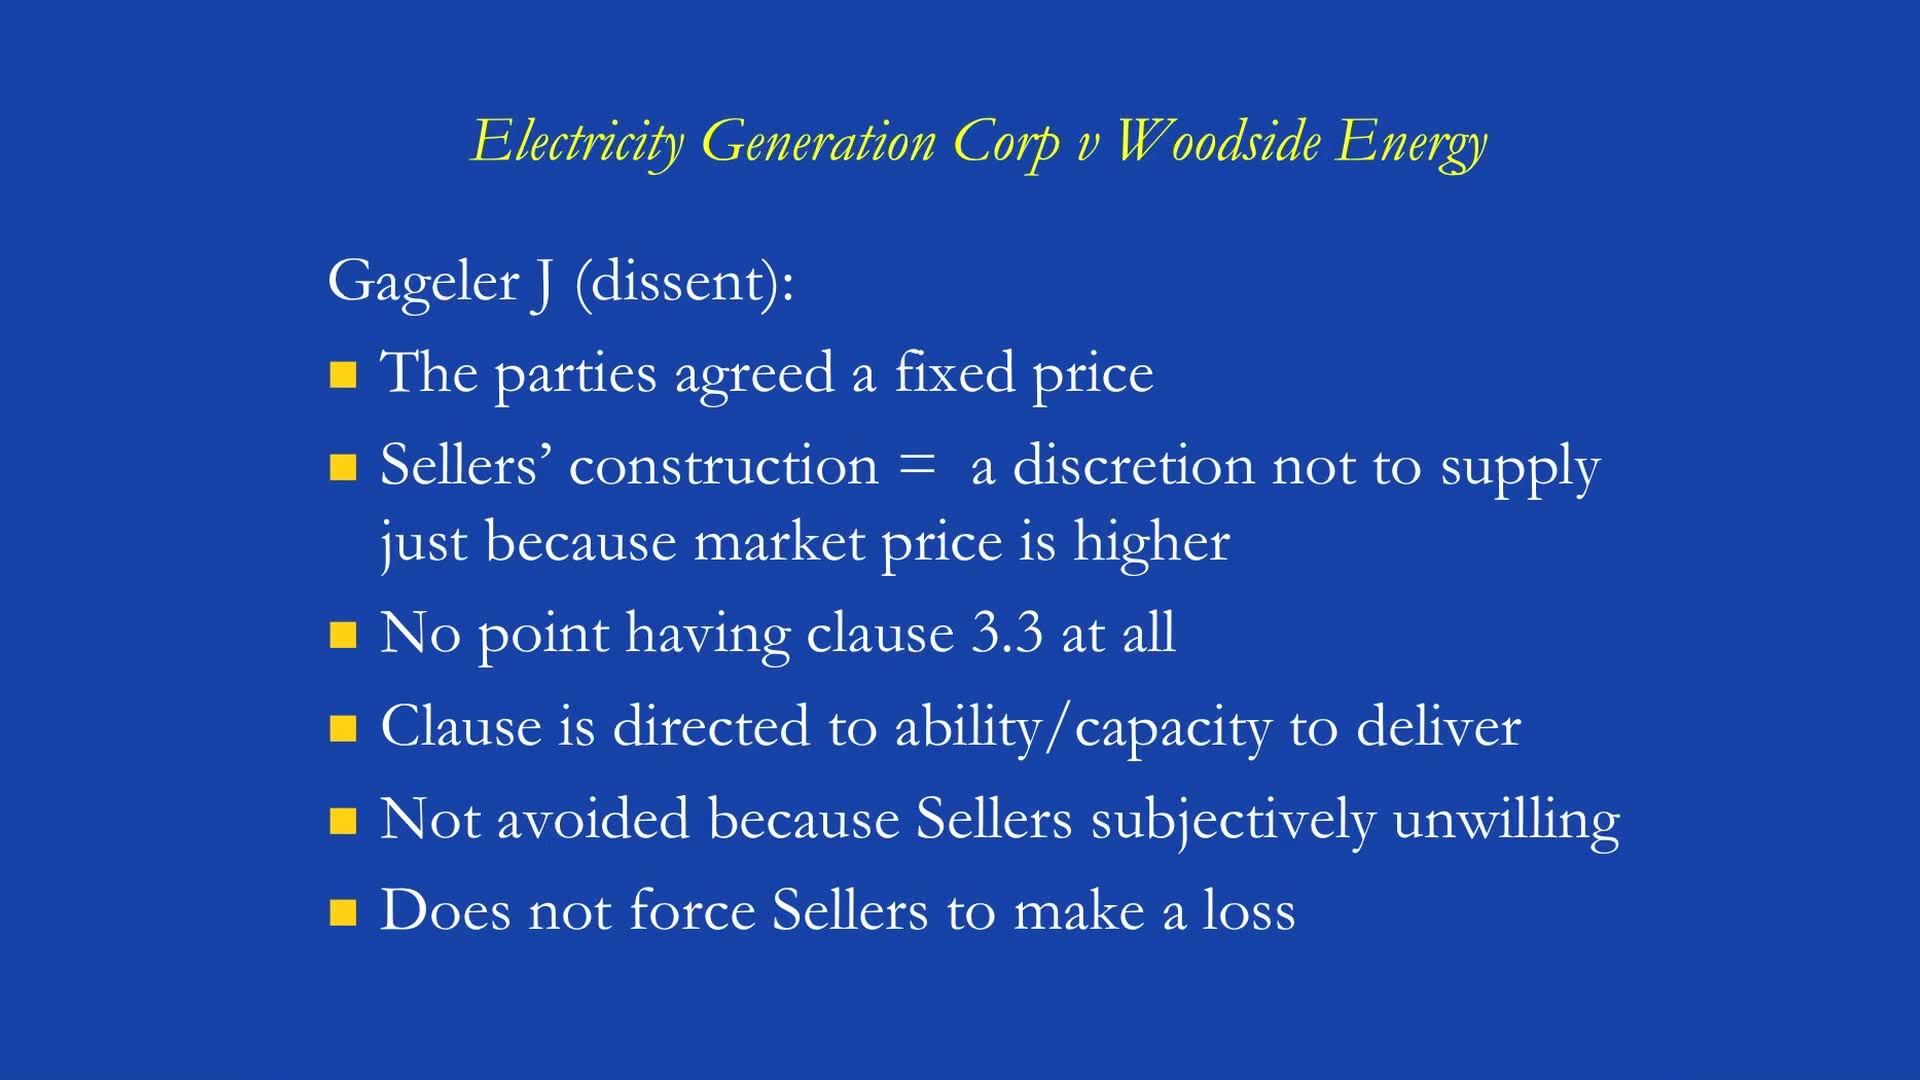 Electricity Generation Corp v Woodside Energy
Gageler J (dissent):
■ The parties agreed a fixed price
■ Sellers’ construction = a discretion not to supply
just because market price is higher
■ No point having clause 3.3 at all
■ Clause is directed to ability/capacity to deliver
■ Not avoided because Sellers subjectively unwilling
■ Does not force Sellers to make a loss